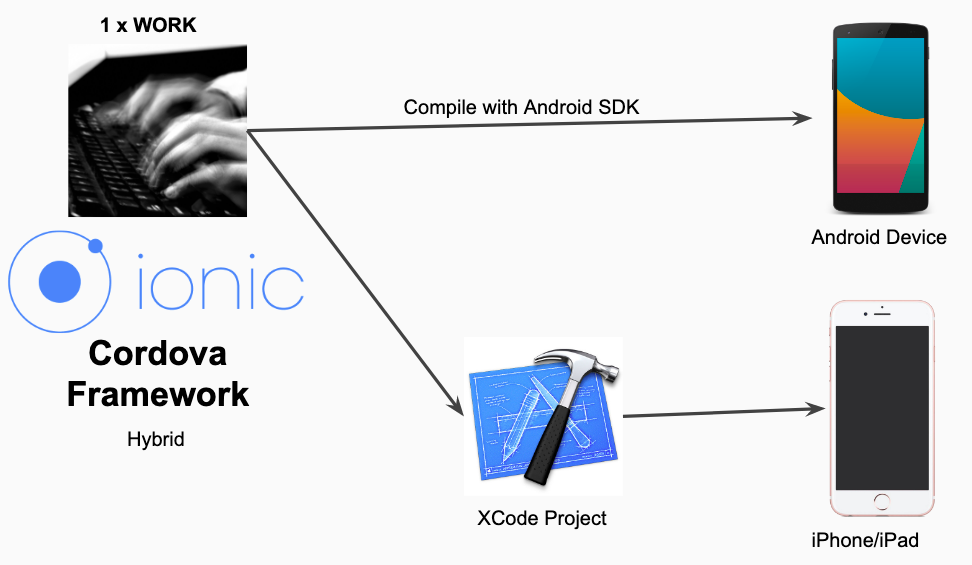 1 x WORK
Compile with Android SDK
Android Device
ionic
Cordova
Framework
Hybrid
XCode Project
iPhone/iPad